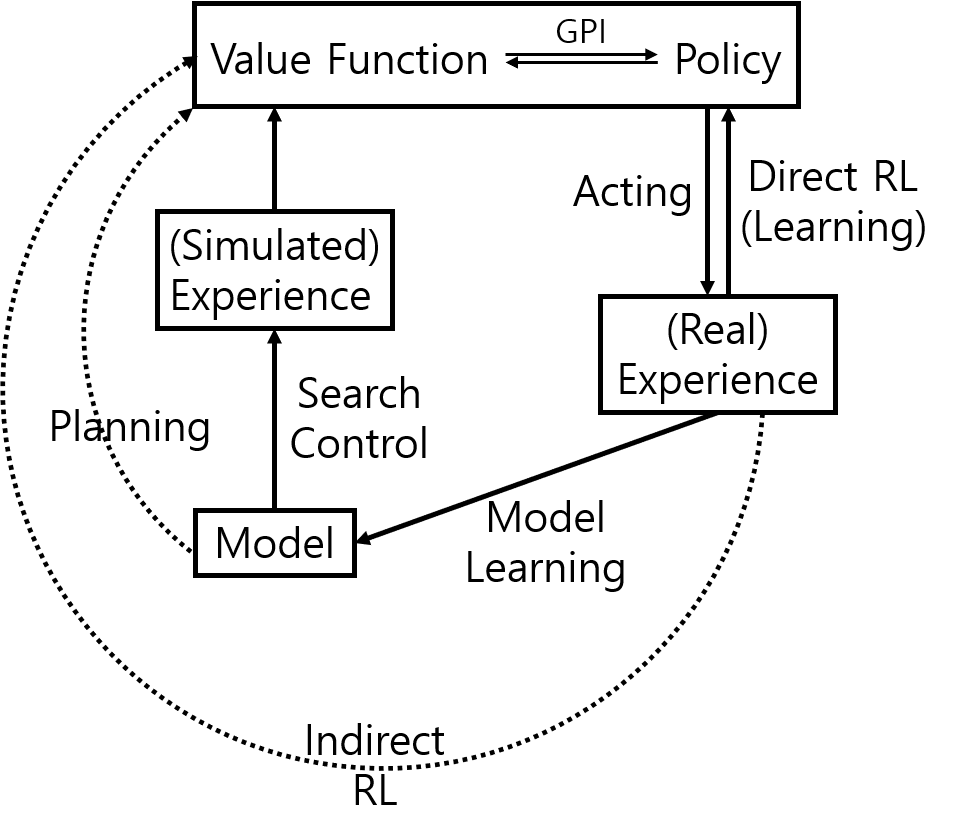 GPI
Value Function
Policy
Acting
Direct RL
(Learning)
(Simulated)
Experience
(Real)
Experience
Search
Control
Planning
Model
Model
Learning
Indirect
RL